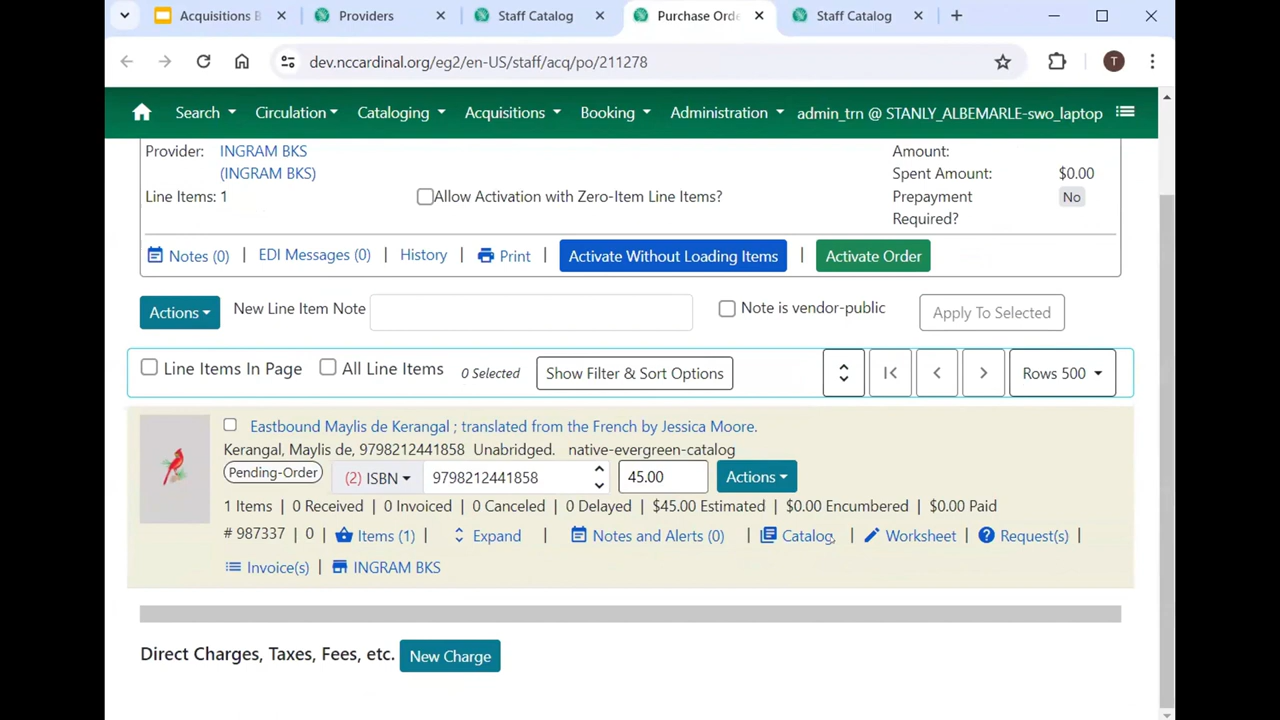 Acquisitions B
Providers
Staff Catalog
Purchase Ord
Staff Catalog
dev.nccardinal.org/eg2/en-US/staff/acq/po/211278
T
Search Circulation Cataloging Acquisitions Booking Administration admin_trn @ STANLY_ALBEMARLE-swo_laptop
Provider: INGRAM BKS
(INGRAM BKS)
Amount:
Spent Amount: $0.00
Line Items: 1
Allow Activation with Zero-Item Line Items?
Prepayment No
Required?
Notes (0) | EDI Messages (0) | History | Print | Activate Without Loading Items | Activate Order
Actions New Line Item Note Note is vendor-public Apply To Selected
Line Items In Page All Line Items 0 Selected Show Filter & Sort Options Rows 500
Eastbound Maylis de Kerangal ; translated from the French by Jessica Moore.
Kerangal, Maylis de, 9798212441858 Unabridged. native-evergreen-catalog
Pending-Order (2) ISBN 9798212441858 45.00 Actions
1 Items | 0 Received | 0 Invoiced | 0 Canceled | 0 Delayed | $45.00 Estimated | $0.00 Encumbered | $0.00 Paid
# 987337 | 0 | Items (1) | Expand | Notes and Alerts (0) | Catalog | Worksheet | Request(s) |
Invoice(s) | INGRAM BKS
Direct Charges, Taxes, Fees, etc. New Charge